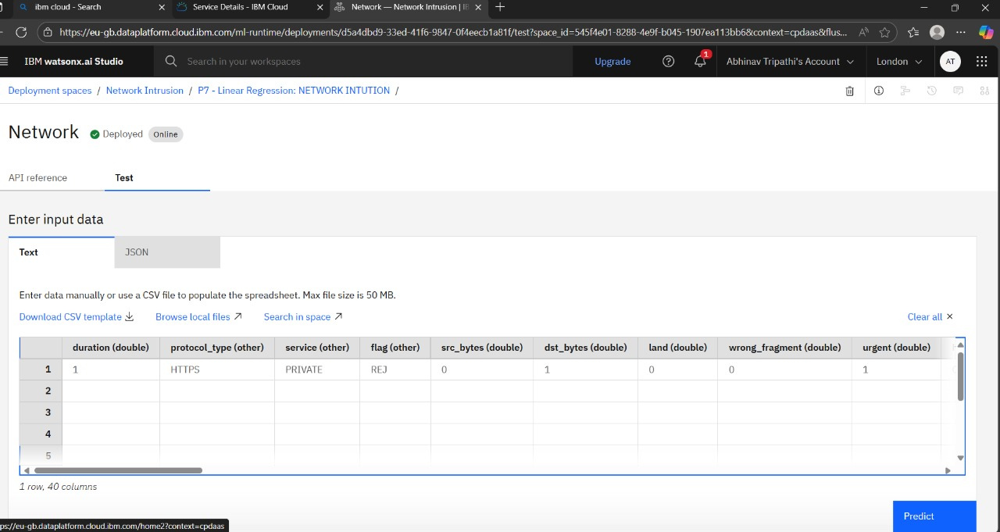 ibm cloud - Search
Service Details - IBM Cloud
Network — Network Intrusion | IB
https://eu-gb.dataplatform.cloud.ibm.com/ml-runtime/deployments/d5a4dbd9-33ed-41f6-9847-0f4eecb1a81f/test?space_id=545f4e01-8288-4e9f-b045-1907ea113bb6&context=cpdaas&flus...
IBM watsonx.ai Studio
Search in your workspaces
Upgrade
1
Abhinav Tripathi's Account
London
AT
Deployment spaces / Network Intrusion / P7 - Linear Regression: NETWORK INTUTION /
Network Deployed Online
API reference Test
Enter input data
Text JSON
Enter data manually or use a CSV file to populate the spreadsheet. Max file size is 50 MB.
Download CSV template Browse local files Search in space Clear all
duration (double) protocol_type (other) service (other) flag (other) src_bytes (double) dst_bytes (double) land (double) wrong_fragment (double) urgent (double)
1 1 HTTPS PRIVATE REJ 0 1 0 0 1
2
3
4
5
1 row, 40 columns
Predict
ps://eu-gb.dataplatform.cloud.ibm.com/home2?context=cpdaas